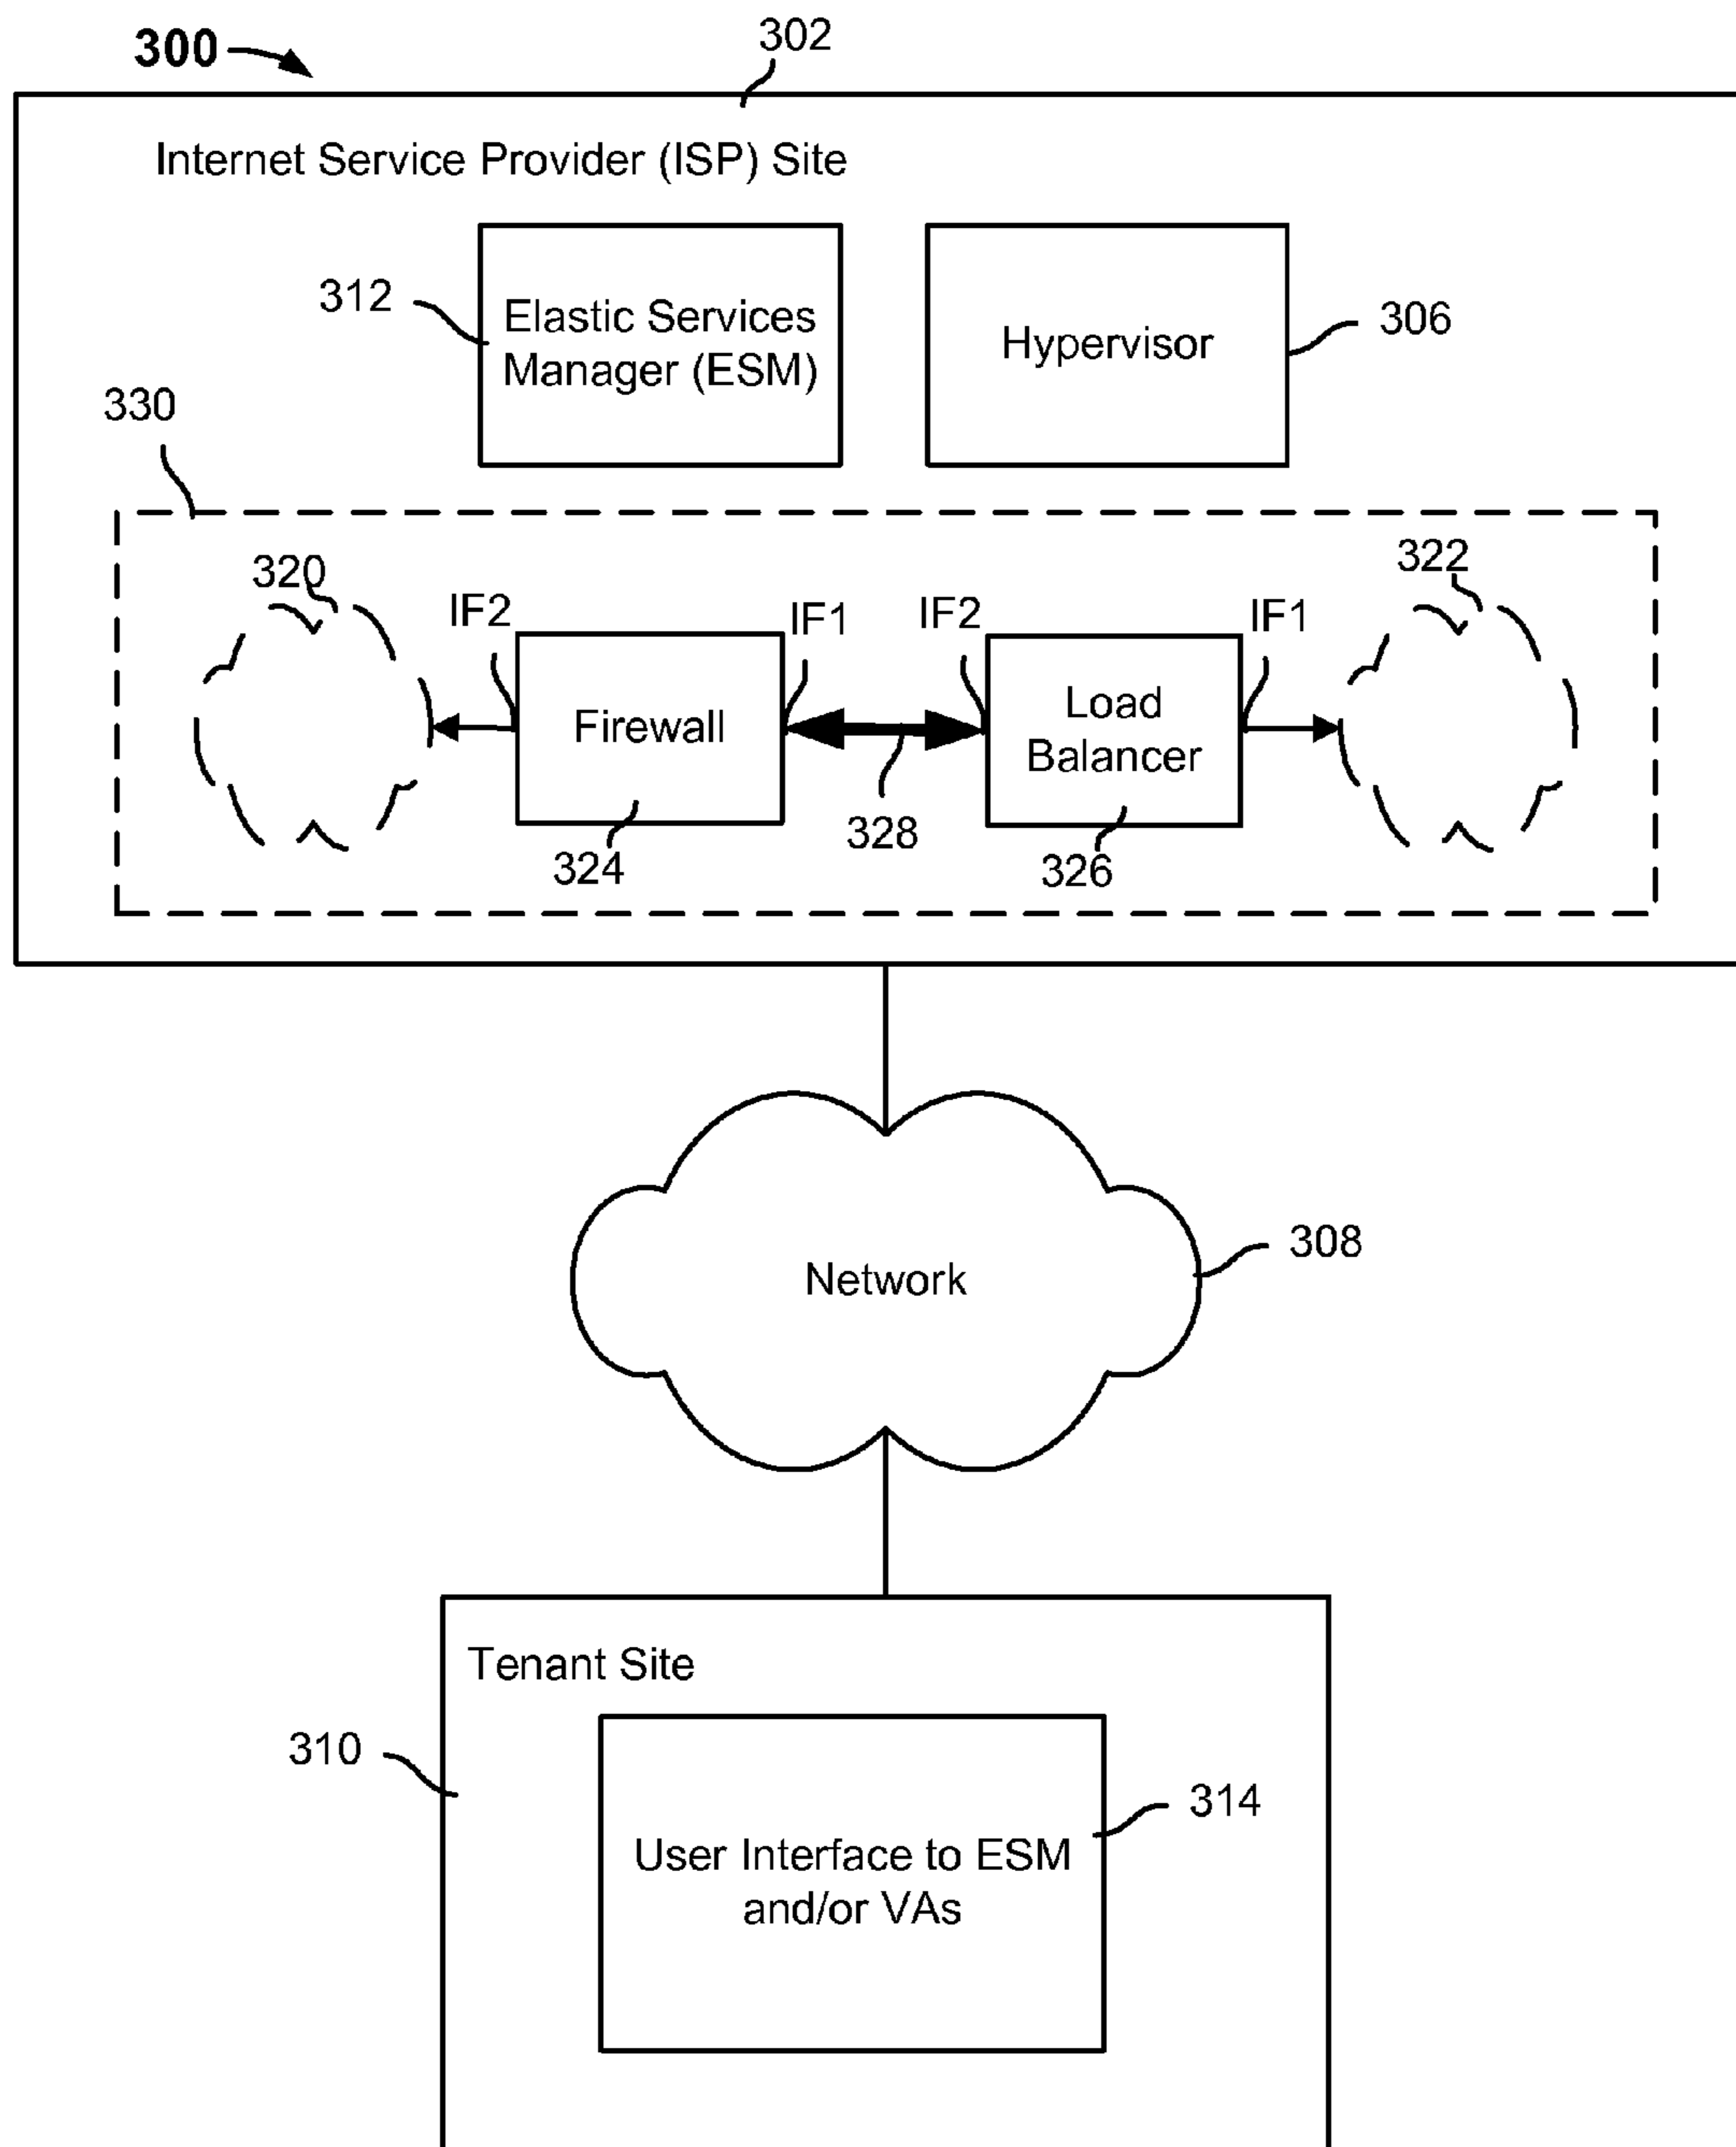 300
302
Internet Service Provider (ISP) Site
312
Elastic Services
Manager (ESM)
Hypervisor
306
330
320
322
IF2
IF1
IF2
IF1
Firewall
Load
Balancer
328
324
326
Network
308
Tenant Site
310
314
User Interface to ESM
and/or VAs